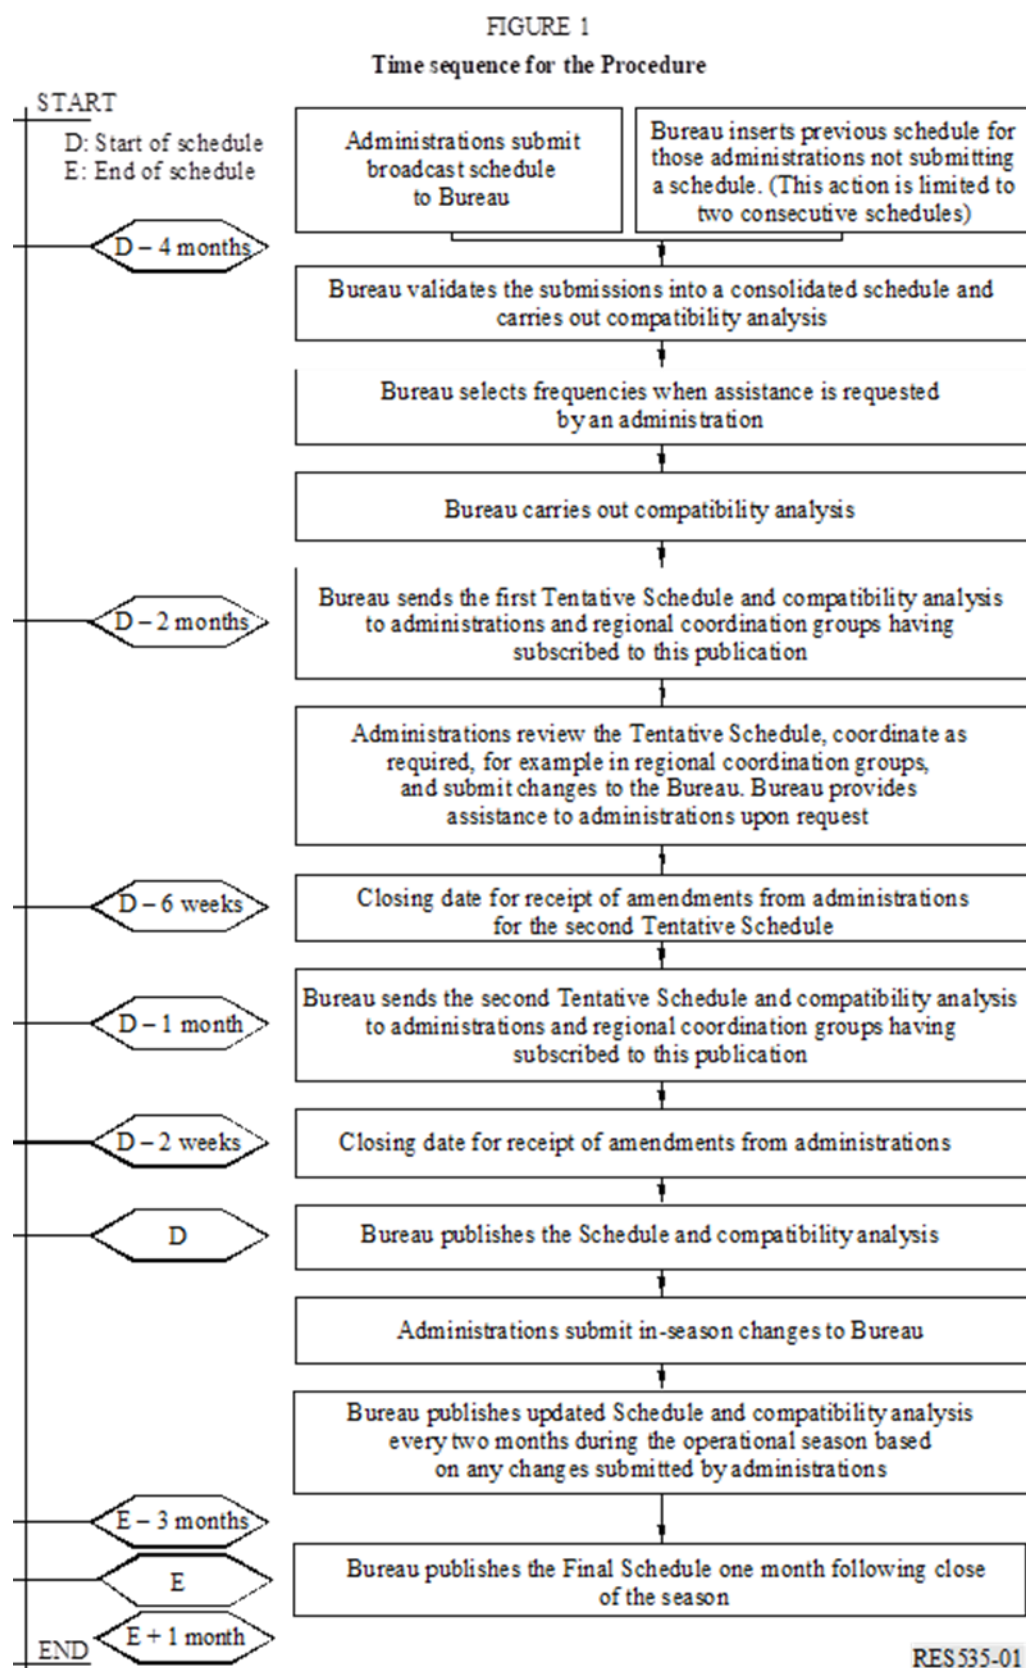 FIGURE 1
Time sequence for the Procedure
START
D: Start of schedule
E: End of schedule
Administrations submit
broadcast schedule
to Bureau
Bureau inserts previous schedule for
those administrations not submitting
a schedule. (This action is limited to
two consecutive schedules)
D – 4 months
Bureau validates the submissions into a consolidated schedule and
carries out compatibility analysis
Bureau selects frequencies when assistance is requested
by an administration
Bureau carries out compatibility analysis
D – 2 months
Bureau sends the first Tentative Schedule and compatibility analysis
to administrations and regional coordination groups having
subscribed to this publication
Administrations review the Tentative Schedule, coordinate as
required, for example in regional coordination groups,
and submit changes to the Bureau. Bureau provides
assistance to administrations upon request
D – 6 weeks
Closing date for receipt of amendments from administrations
for the second Tentative Schedule
D – 1 month
Bureau sends the second Tentative Schedule and compatibility analysis
to administrations and regional coordination groups having
subscribed to this publication
D – 2 weeks
Closing date for receipt of amendments from administrations
D
Bureau publishes the Schedule and compatibility analysis
Administrations submit in-season changes to Bureau
Bureau publishes updated Schedule and compatibility analysis
every two months during the operational season based
on any changes submitted by administrations
E – 3 months
E
Bureau publishes the Final Schedule one month following close
of the season
E + 1 month
END
RES535-01